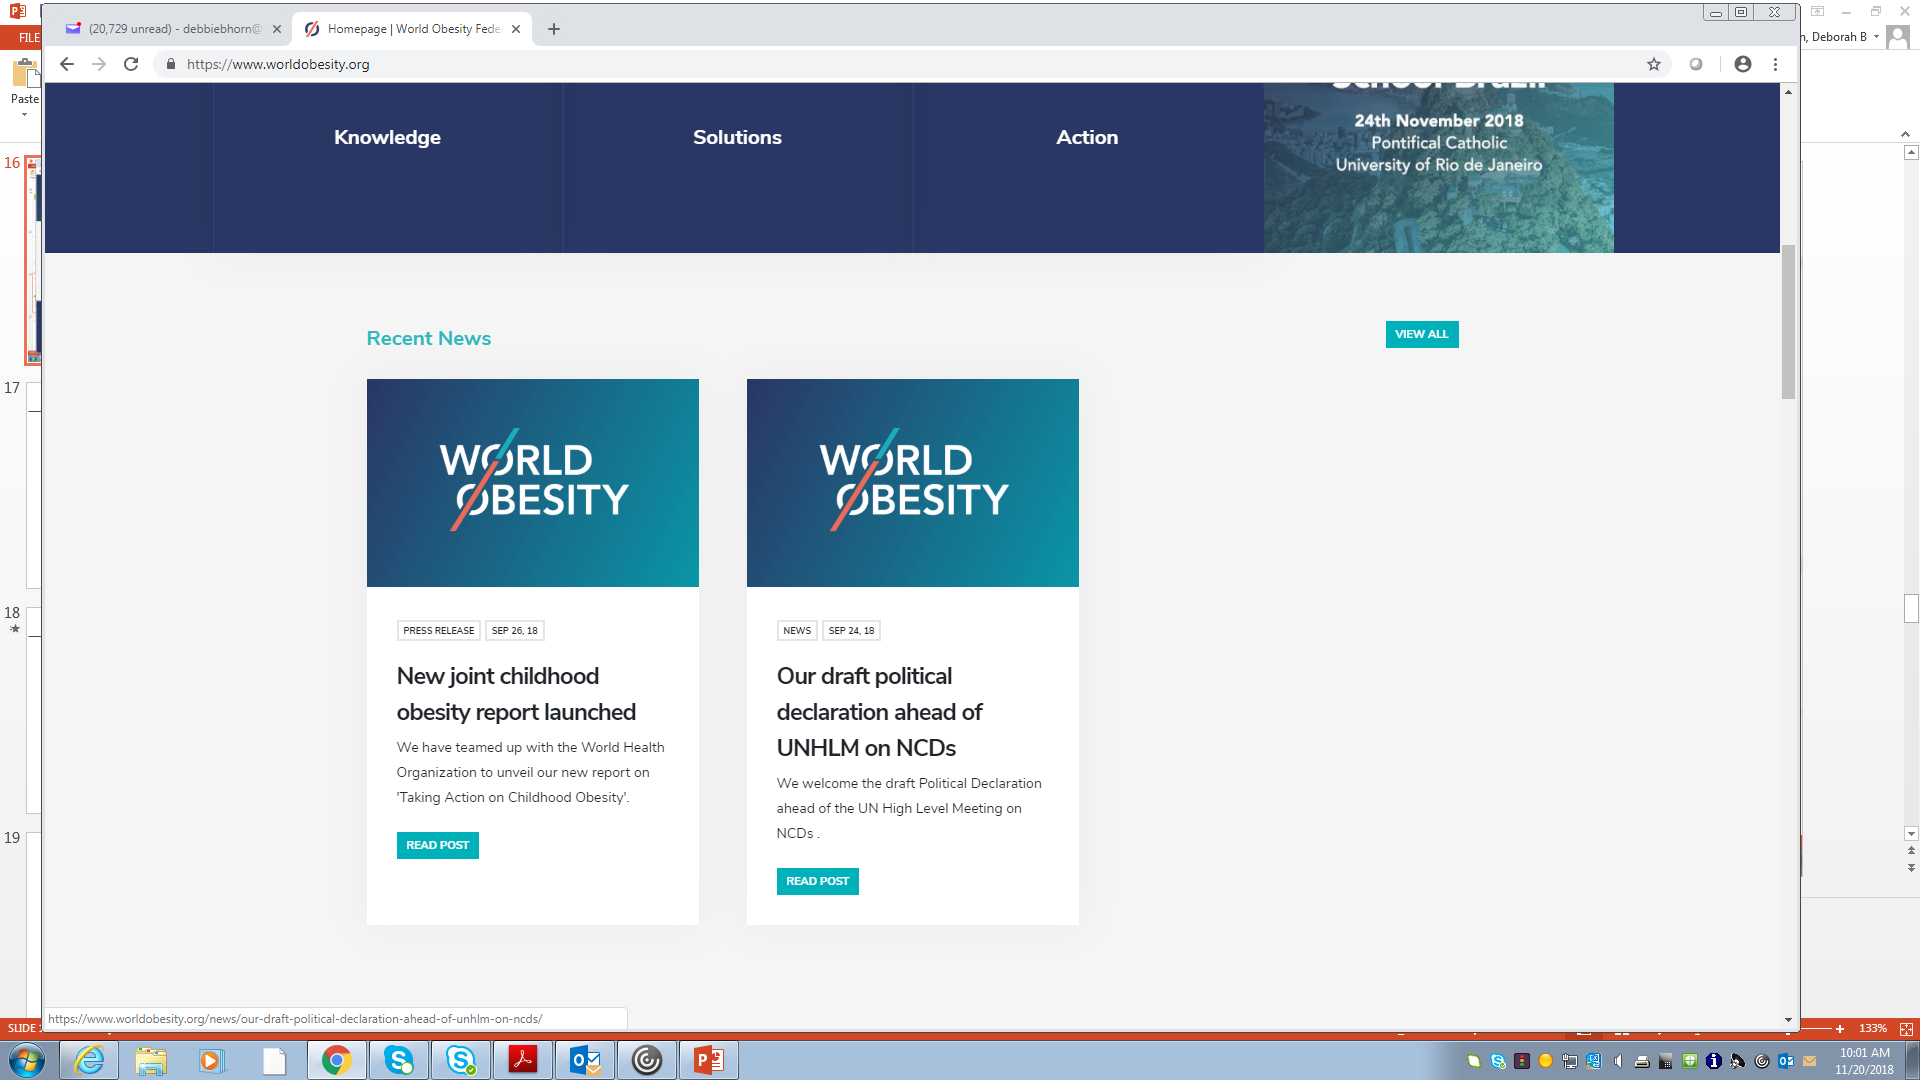 (20,729 unread) - debbiebhorn@
Homepage | World Obesity Fede
FILE
, Deborah B
https://www.worldobesity.org
Paste
Knowledge
Solutions
Action
24th November 2018
Pontifical Catholic
University of Rio de Janeiro
16
17
18
19
Recent News
VIEW ALL
WORLD
OBESITY
WORLD
OBESITY
PRESS RELEASE
SEP 26, 18
NEWS
SEP 24, 18
New joint childhood
obesity report launched
We have teamed up with the World Health
Organization to unveil our new report on
'Taking Action on Childhood Obesity'.
READ POST
Our draft political
declaration ahead of
UNHLM on NCDs
We welcome the draft Political Declaration
ahead of the UN High Level Meeting on
NCDs .
READ POST
https://www.worldobesity.org/news/our-draft-political-declaration-ahead-of-unhlm-on-ncds/
SLIDE
133%
10:01 AM
11/20/2018